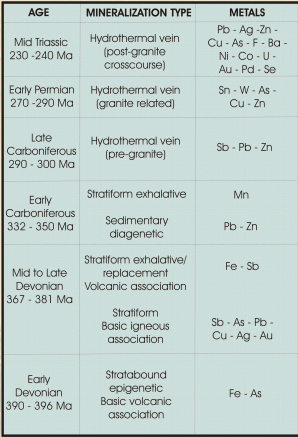 AGE MINERALIZATION TYPE METALS
Mid Triassic
230 -240 Ma
Hydrothermal vein
(post-granite
crosscourse)
Pb - Ag -Zn -
Cu - As - F - Ba -
Ni - Co - U -
Au - Pd - Se
Early Permian
270 - 290 Ma
Hydrothermal vein
(granite related)
Sn - W - As -
Cu - Zn
Late
Carboniferous
290 - 300 Ma
Hydrothermal vein
(pre-granite)
Sb - Pb - Zn
Early
Carboniferous
332 - 350 Ma
Stratiform exhalative
Mn
Sedimentary
diagenetic
Pb - Zn
Mid to Late
Devonian
367 - 381 Ma
Stratiform exhalative/
replacement
Volcanic association
Fe - Sb
Stratiform
Basic igneous
association
Sb - As - Pb -
Cu - Ag - Au
Early
Devonian
390 - 396 Ma
Stratabound
epigenetic
Basic volcanic
association
Fe - As